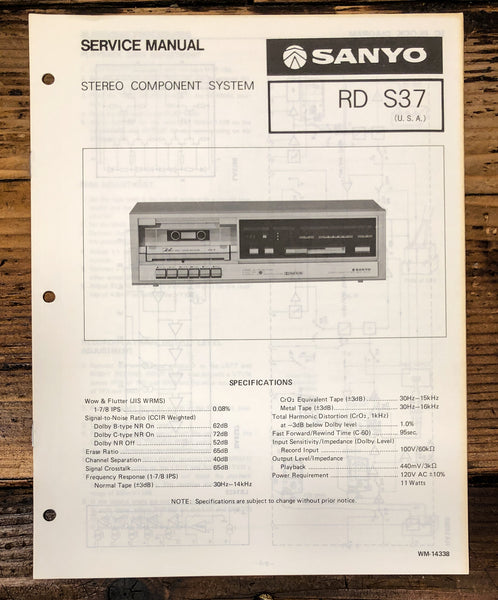 SERVICE MANUAL
SANYO
STEREO COMPONENT SYSTEM
RD S37
(U. S. A.)
SANYO
SPECIFICATIONS
Wow & Flutter (JIS WRMS)
1-7/8 IPS 0.08%
Signal-to-Noise Ratio (CCIR Weighted)
Dolby B-type NR On 62dB
Dolby C-type NR On 72dB
Dolby NR Off 52dB
Erase Ratio 65dB
Channel Separation 40dB
Signal Crosstalk 65dB
Frequency Response (1-7/8 IPS)
Normal Tape (±3dB) 30Hz–14kHz
CrO₂ Equivalent Tape (±3dB) 30Hz–15kHz
Metal Tape (±3dB) 30Hz–16kHz
Total Harmonic Distortion (CrO₂, 1kHz)
at –3dB below Dolby level 1.0%
Fast Forward/Rewind Time (C-60) 95sec.
Input Sensitivity/Impedance (Dolby Level)
Record Input 100V/60kΩ
Output Level/Impedance
Playback 440mV/3kΩ
Power Requirement 120V AC ±10%
11 Watts
NOTE: Specifications are subject to change without prior notice.
WM-14338